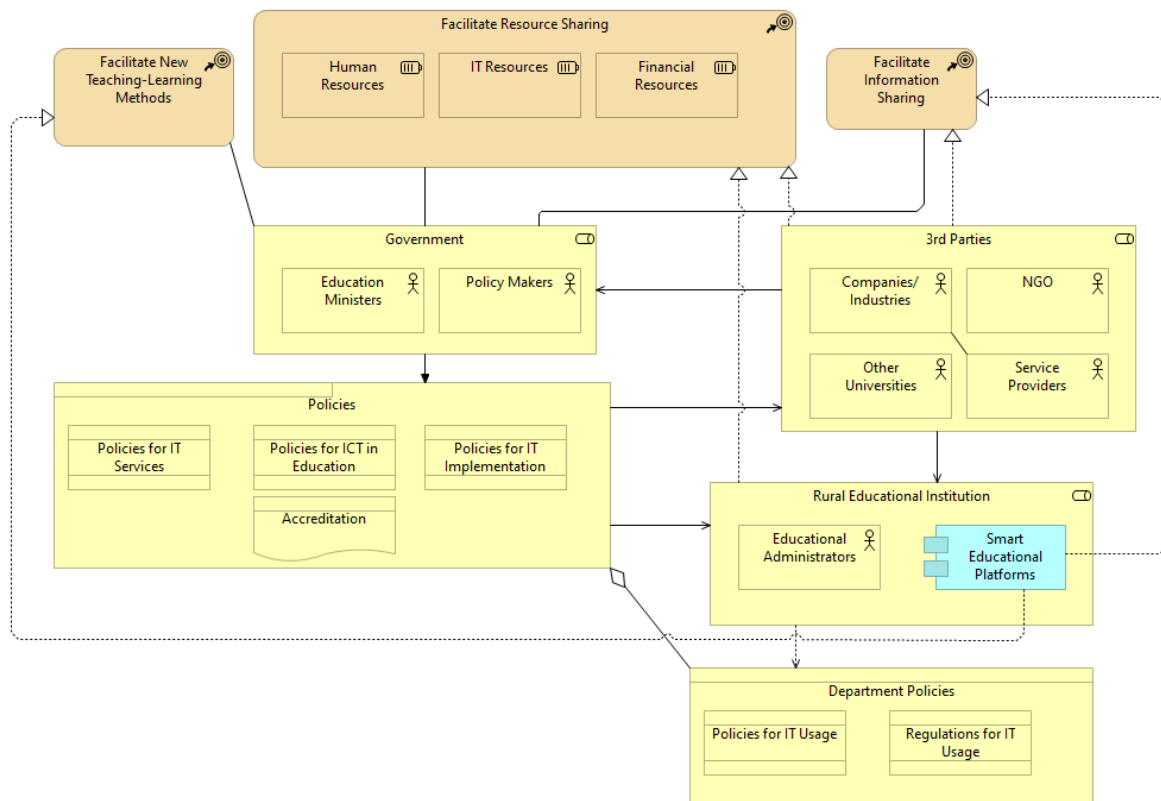 Facilitate Resource Sharing
Human
Resources
IT Resources
Financial
Resources
Facilitate New
Teaching-Learning
Methods
Facilitate
Information
Sharing
Government
Education
Ministers
Policy Makers
3rd Parties
Companies/
Industries
NGO
Other
Universities
Service
Providers
Policies
Policies for IT
Services
Policies for ICT in
Education
Policies for IT
Implementation
Accreditation
Rural Educational Institution
Educational
Administrators
Smart
Educational
Platforms
Department Policies
Policies for IT Usage
Regulations for IT
Usage